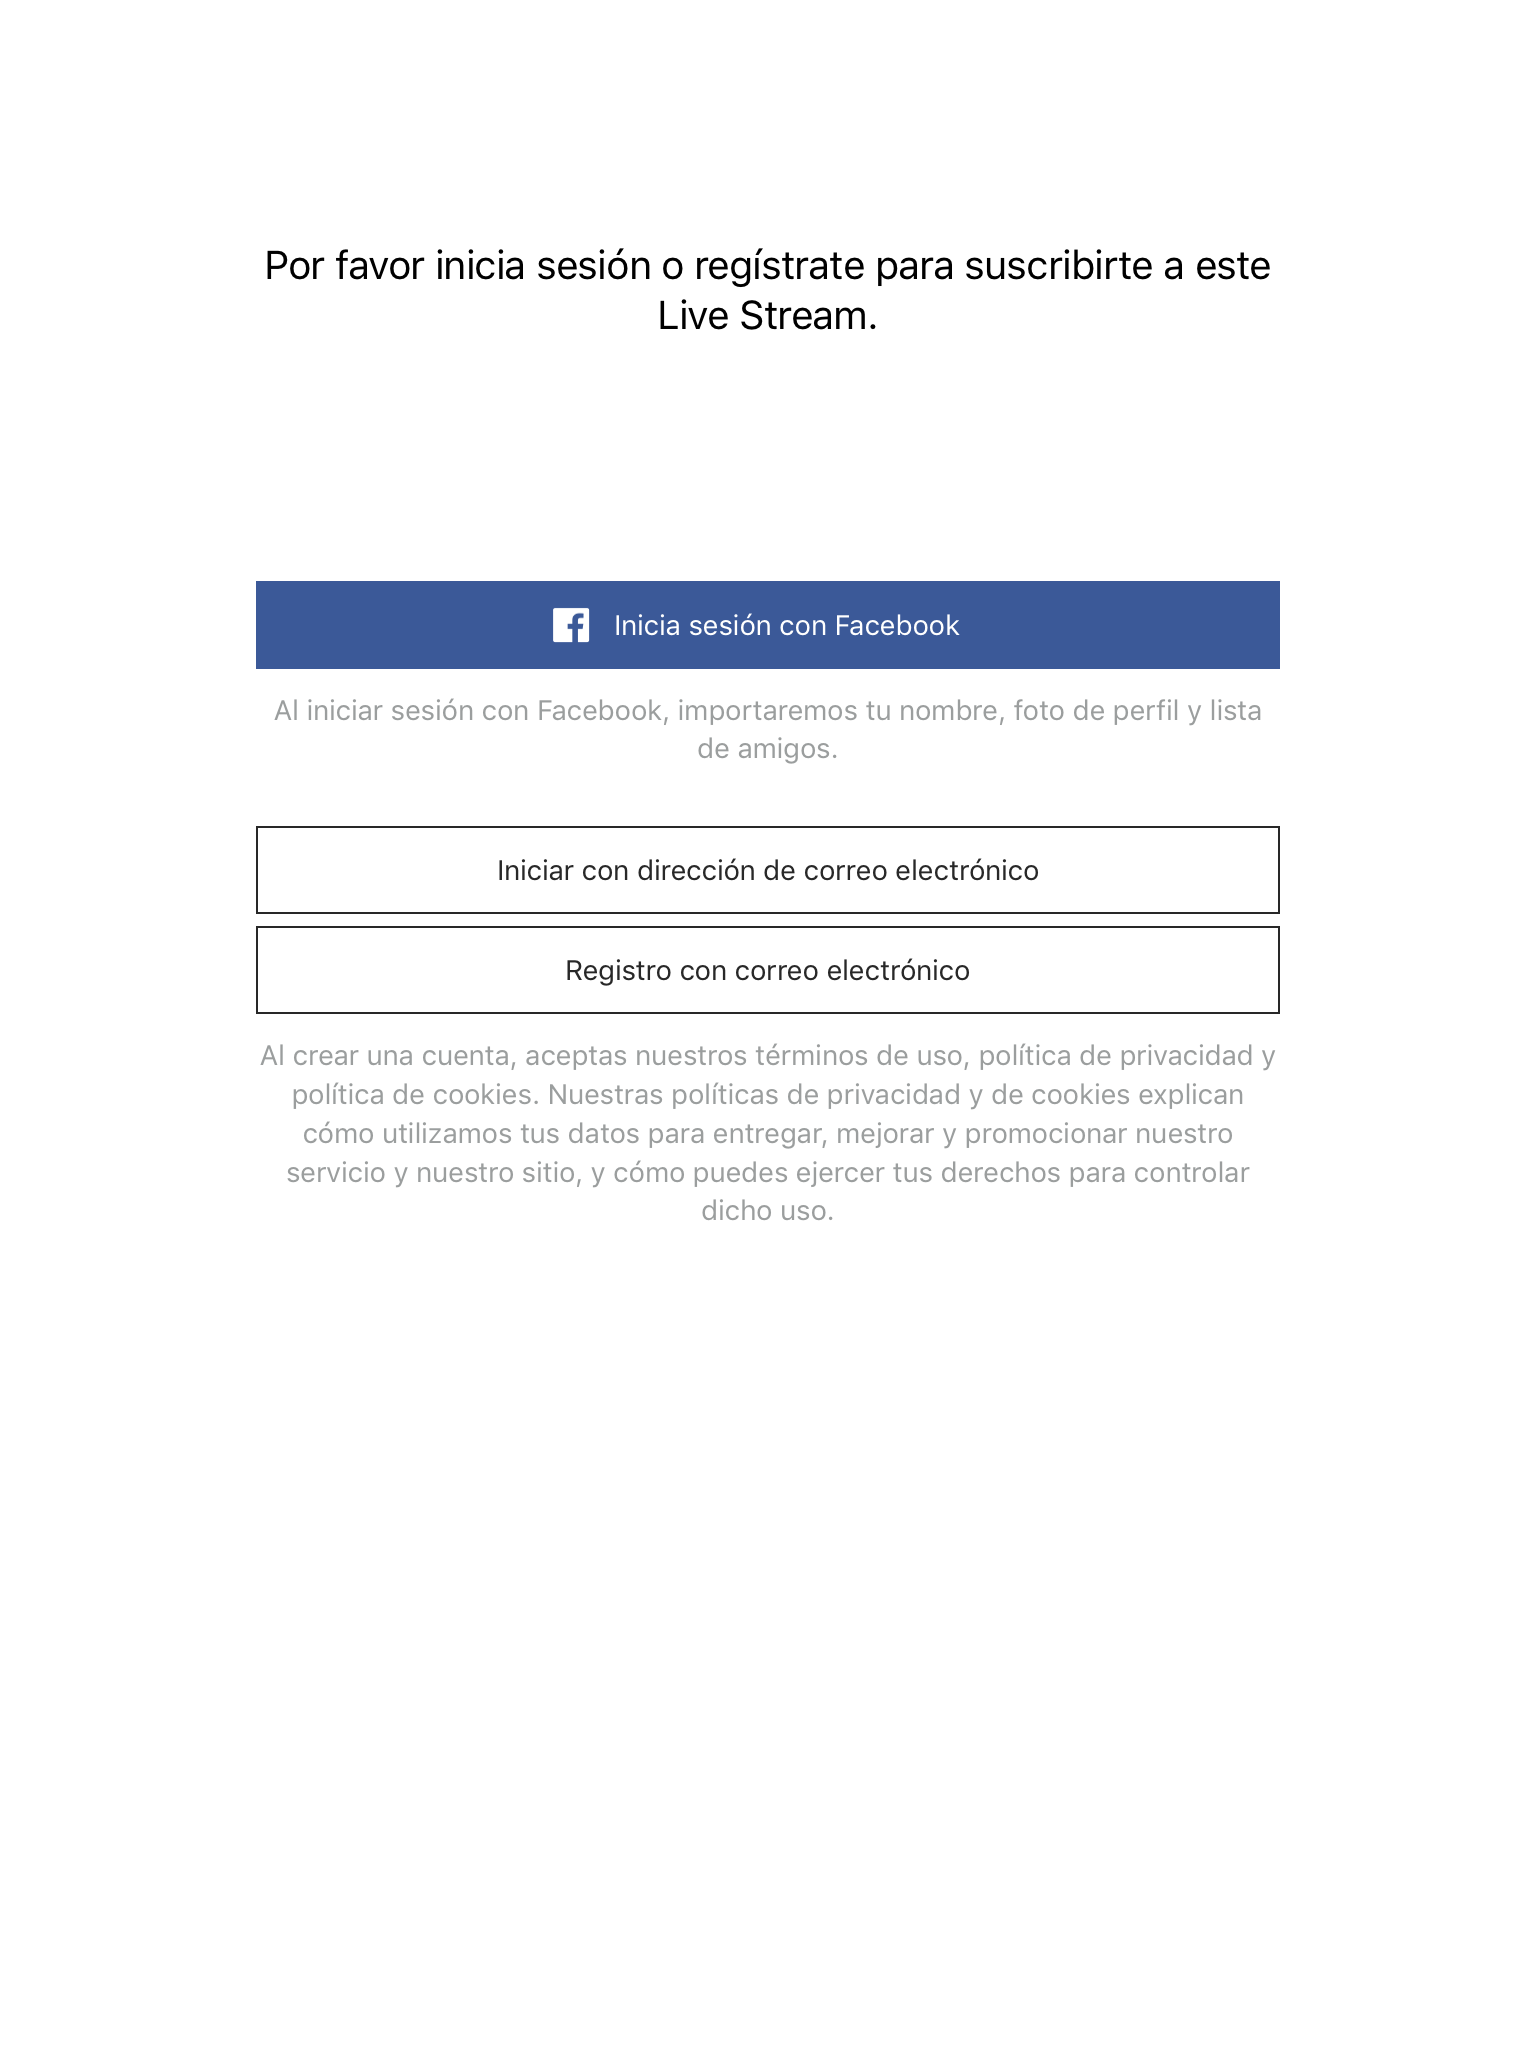 Por favor inicia sesión o regístrate para suscribirte a este
Live Stream.
Inicia sesión con Facebook
Al iniciar sesión con Facebook, importaremos tu nombre, foto de perfil y lista
de amigos.
Iniciar con dirección de correo electrónico
Registro con correo electrónico
Al crear una cuenta, aceptas nuestros términos de uso, política de privacidad y
política de cookies. Nuestras políticas de privacidad y de cookies explican
cómo utilizamos tus datos para entregar, mejorar y promocionar nuestro
servicio y nuestro sitio, y cómo puedes ejercer tus derechos para controlar
dicho uso.